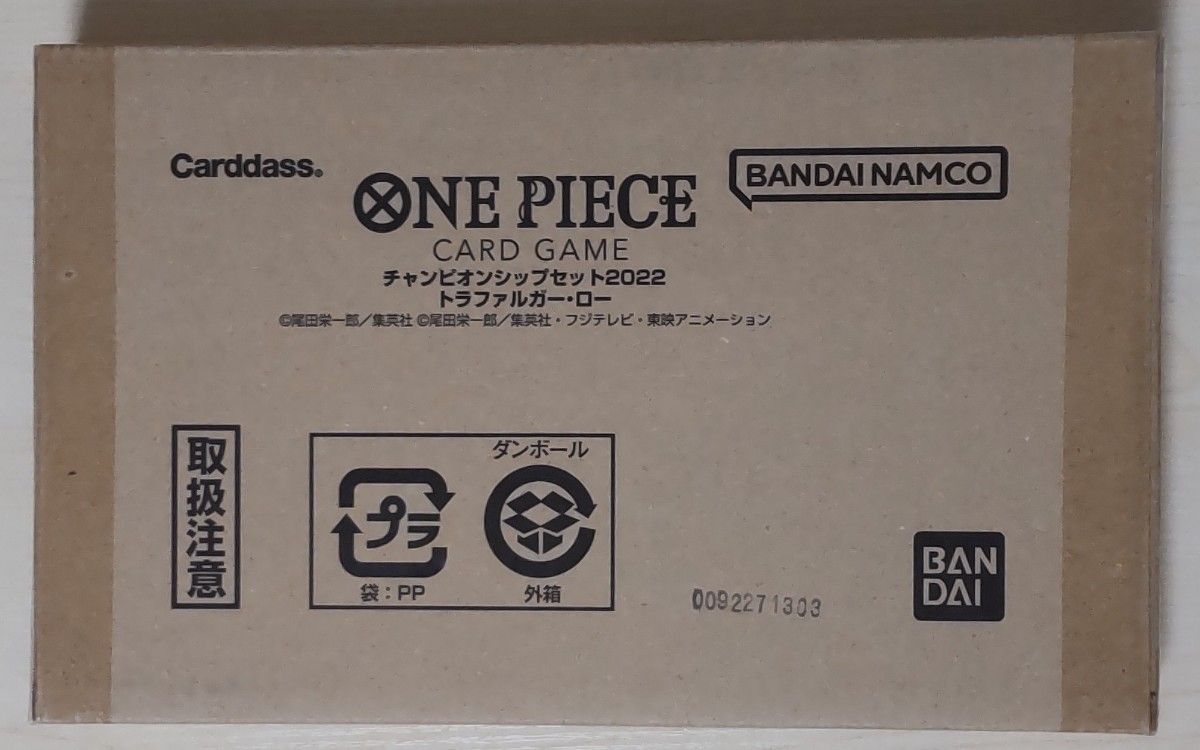 Carddass®
ONE PIECE
CARD GAME
BANDAI NAMCO
チャンピオンシップセット2022
トラファルガー・ロー
©尾田栄一郎／集英社 ©尾田栄一郎／集英社・フジテレビ・東映アニメーション
取扱注意
プラ
袋：PP
ダンボール
外箱
0092271303
BAN
DAI